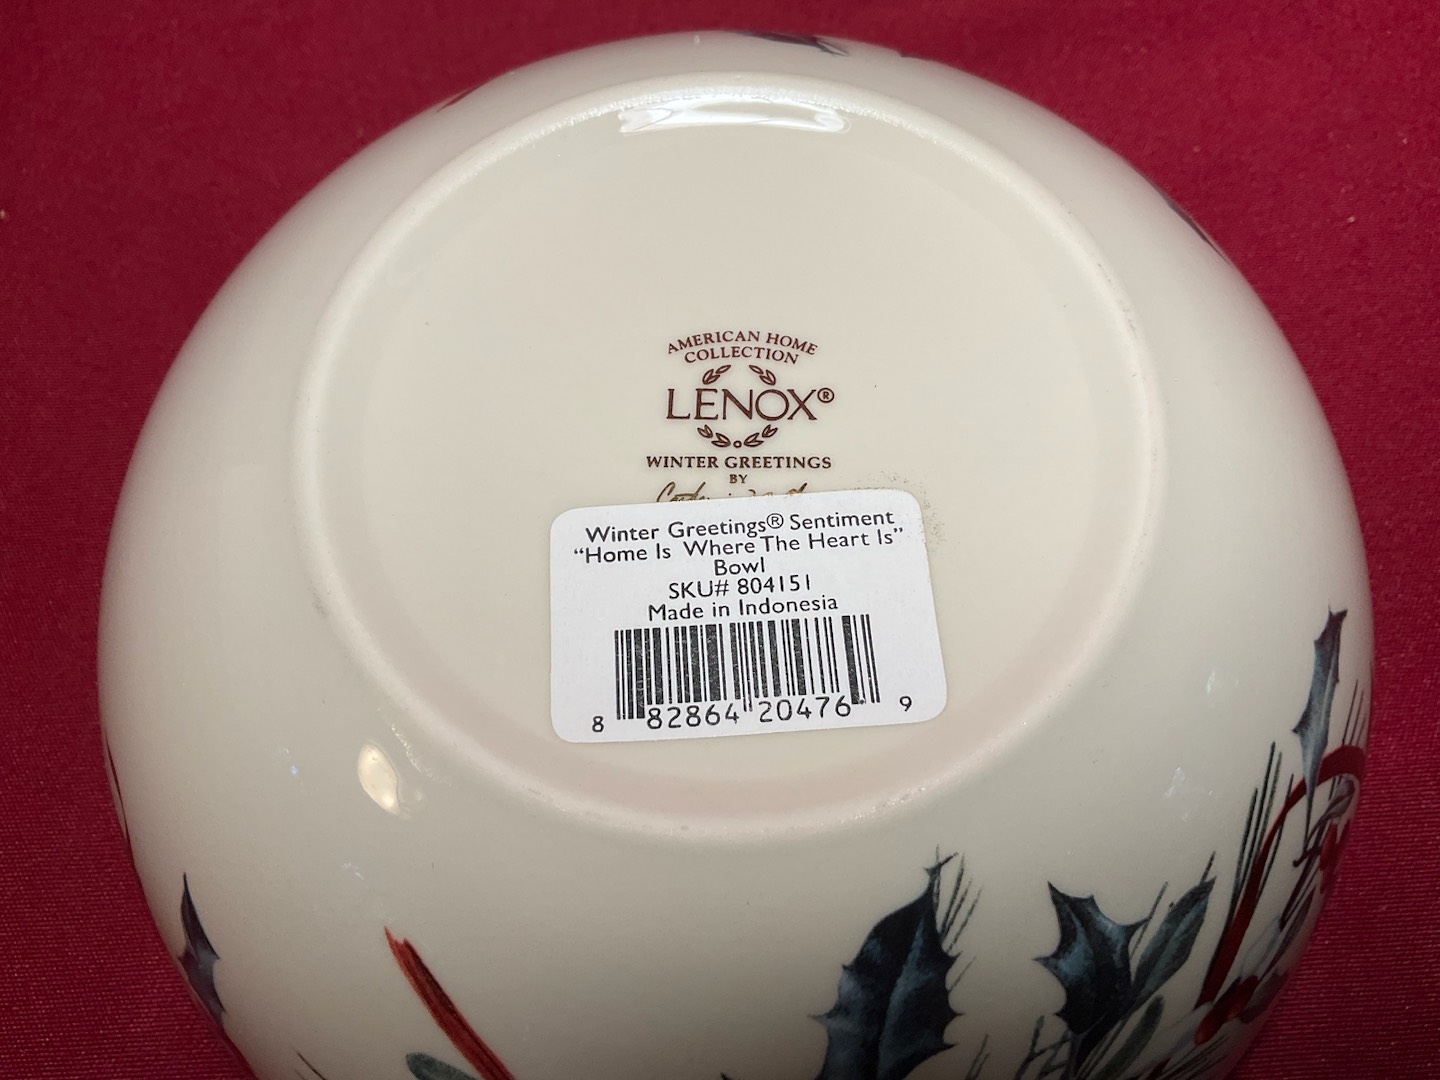 AMERICAN HOME
COLLECTION
LENOX®
WINTER GREETINGS
BY
Winter Greetings® Sentiment
“Home Is Where The Heart Is”
Bowl
SKU# 804151
Made in Indonesia
8 82864 20476 9